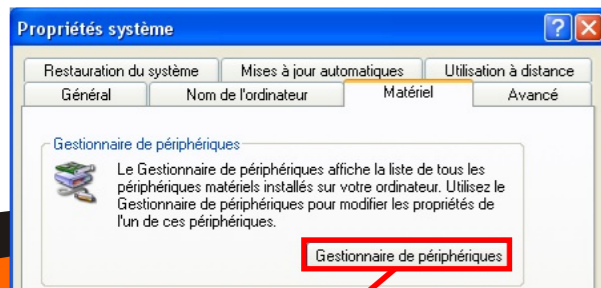 Propriétés système
Restauration du système Mises à jour automatiques Utilisation à distance
Général Nom de l'ordinateur Matériel Avancé
Gestionnaire de périphériques
Le Gestionnaire de périphériques affiche la liste de tous les
périphériques matériels installés sur votre ordinateur. Utilisez le
Gestionnaire de périphériques pour modifier les propriétés de
l'un de ces périphériques.
Gestionnaire de périphériques